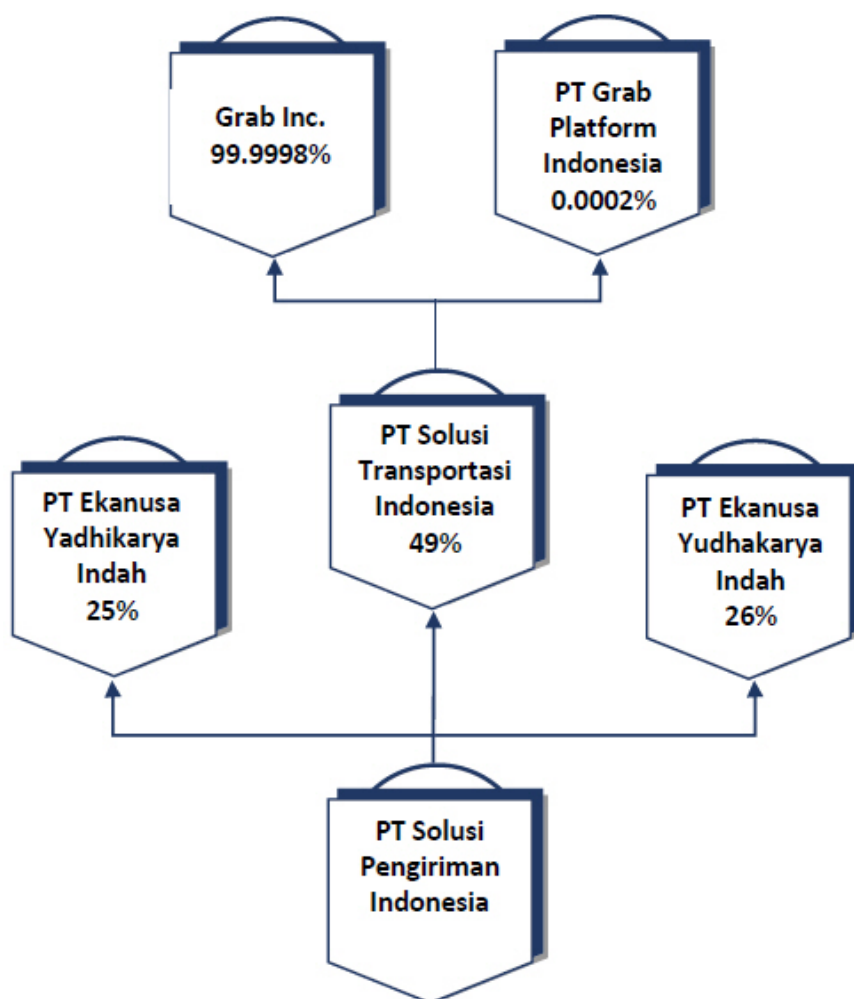 Grab Inc.
99.9998%
PT Grab
Platform
Indonesia
0.0002%
PT Ekanusa
Yadhikarya
Indah
25%
PT Solusi
Transportasi
Indonesia
49%
PT Ekanusa
Yudhakarya
Indah
26%
PT Solusi
Pengiriman
Indonesia